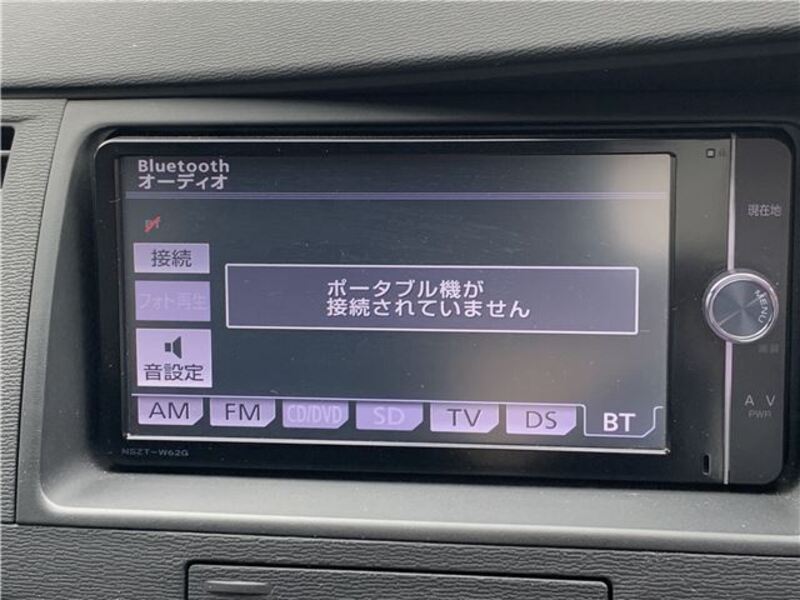 Bluetooth
オーディオ
BT
接続
フォト再生
音設定
ポータブル機が
接続されていません
AM
FM
CD/DVD
SD
TV
DS
BT
現在地
MENU
A V
PWR
NSZT-W62G